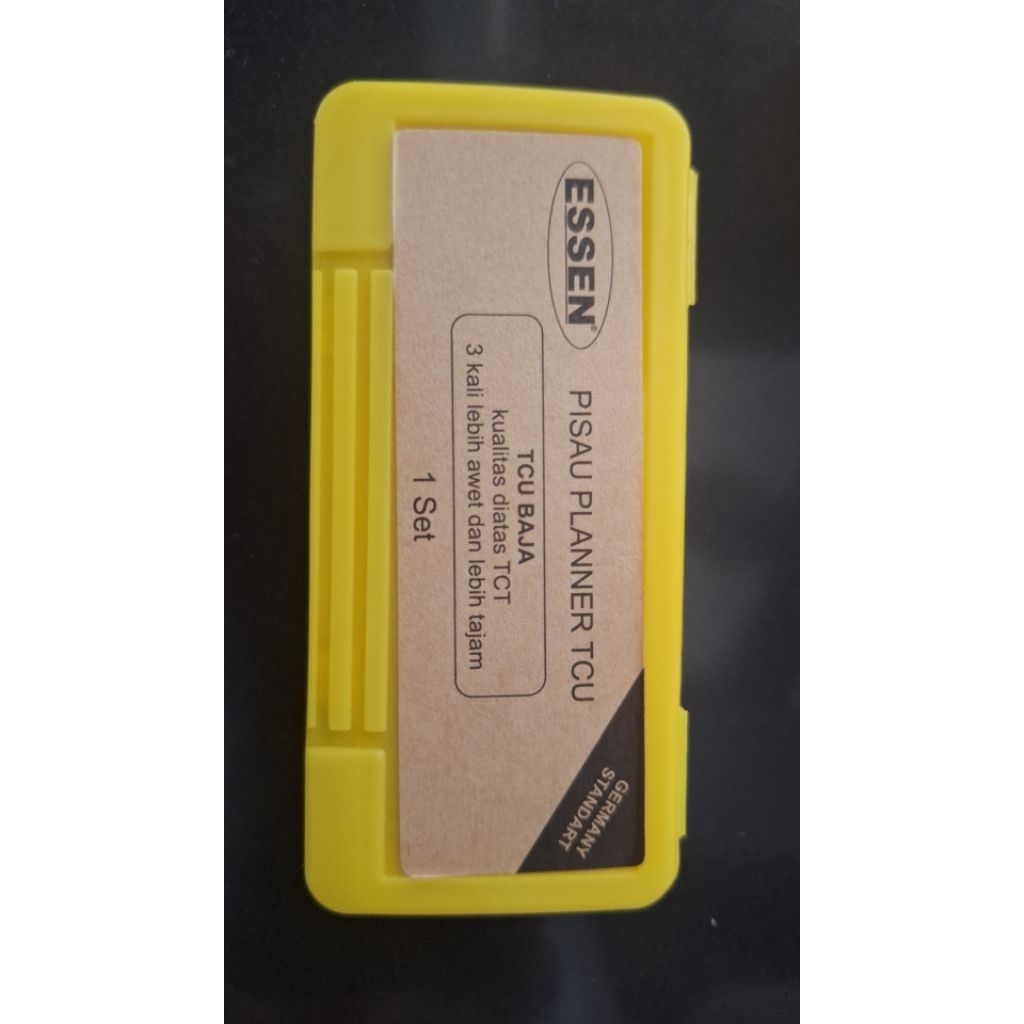 ESSEN®
PISAU PLANNER TCU
TCU BAJA
kualitas diatas TCT
3 kali lebih awet dan lebih tajam
1 Set
GERMANY
STANDART